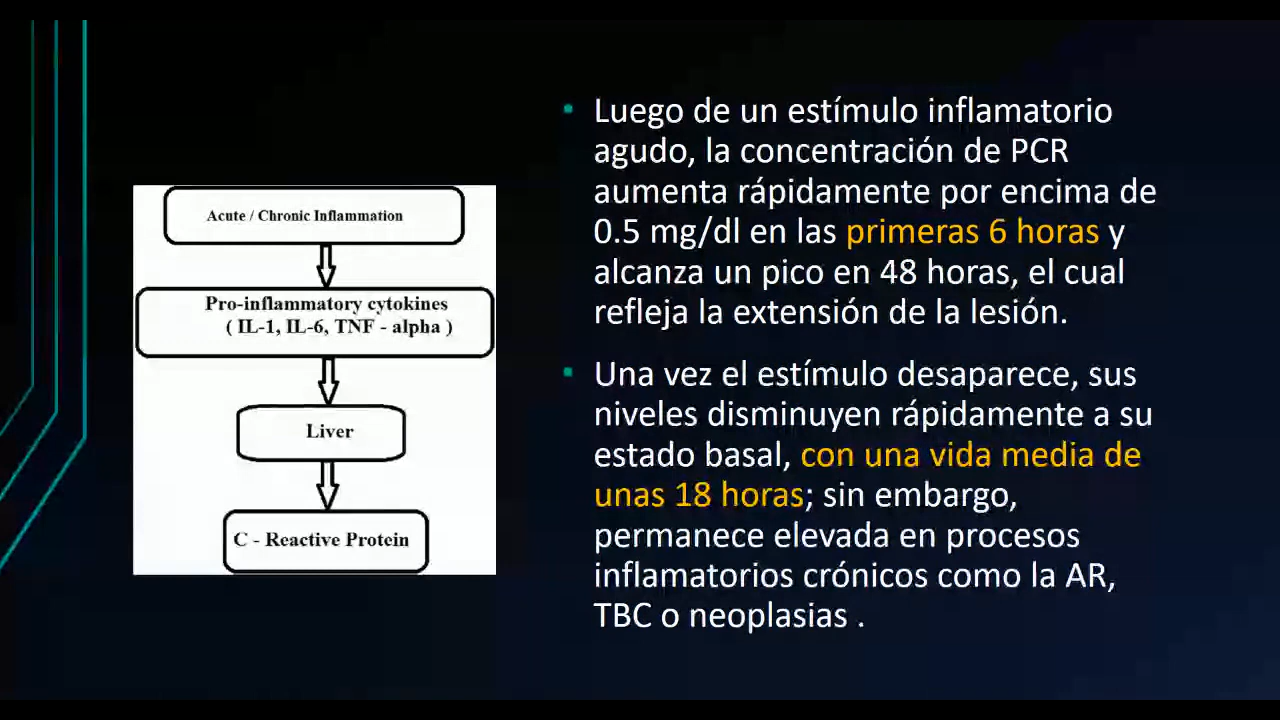 Acute / Chronic Inflammation
Pro-inflammatory cytokines
( IL-1, IL-6, TNF - alpha )
Liver
C - Reactive Protein
• Luego de un estímulo inflamatorio
agudo, la concentración de PCR
aumenta rápidamente por encima de
0.5 mg/dl en las primeras 6 horas y
alcanza un pico en 48 horas, el cual
refleja la extensión de la lesión.
• Una vez el estímulo desaparece, sus
niveles disminuyen rápidamente a su
estado basal, con una vida media de
unas 18 horas; sin embargo,
permanece elevada en procesos
inflamatorios crónicos como la AR,
TBC o neoplasias .